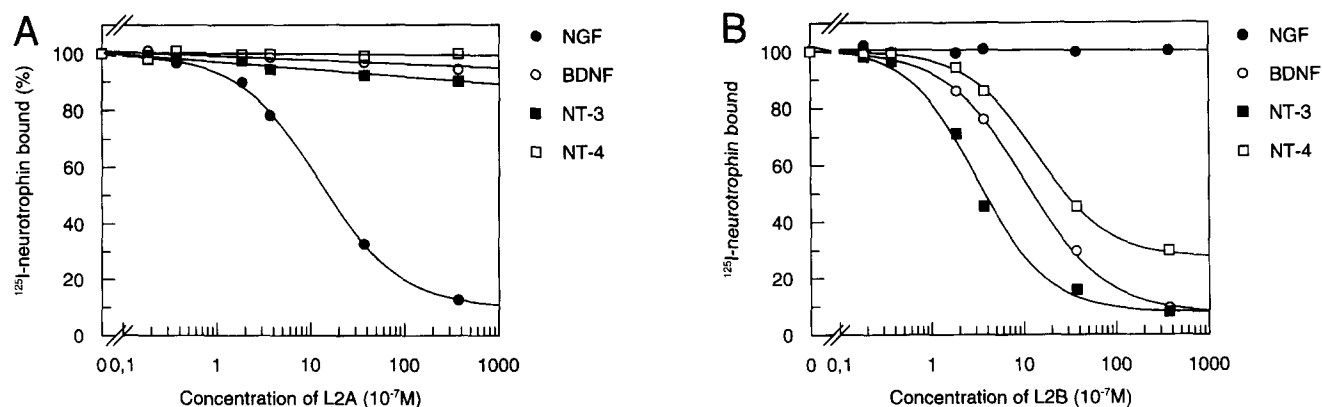 A
¹²⁵I-neurotrophin bound (%)
100
80
60
40
20
0
0 0,1 1 10 100 1000
Concentration of L2A (10⁻⁷M)
NGF
BDNF
NT-3
NT-4
B
¹²⁵I-neurotrophin bound
100
80
60
40
20
0
0 0,1 1 10 100 1000
Concentration of L2B (10⁻⁷M)
NGF
BDNF
NT-3
NT-4